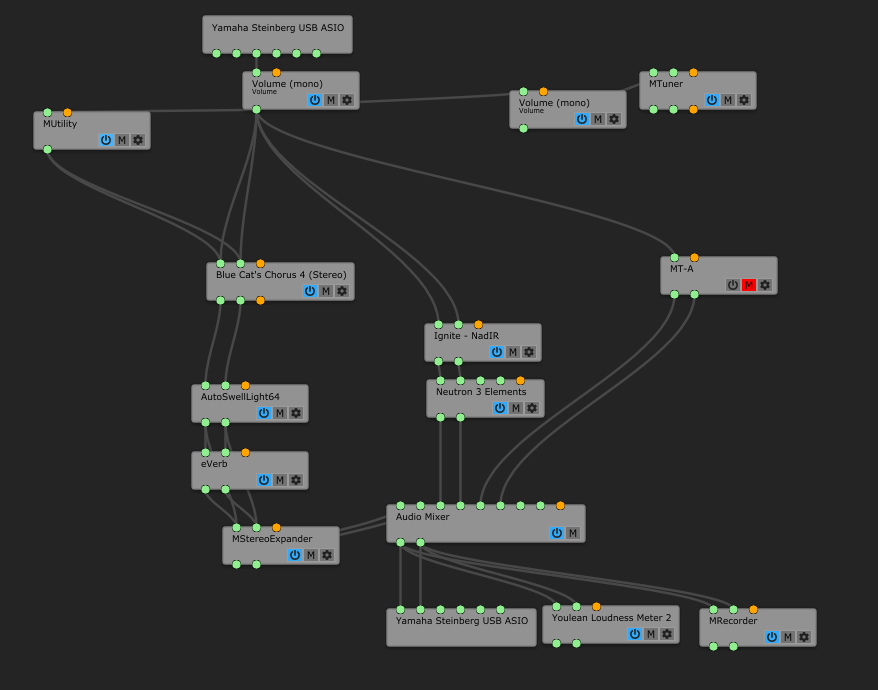 Yamaha Steinberg USB ASIO
Volume (mono)
Volume
M
MTuner
M
Volume (mono)
Volume
M
MUtility
M
MT-A
M
Blue Cat's Chorus 4 (Stereo)
M
Ignite - NadIR
M
Neutron 3 Elements
M
AutoSwellLight64
M
eVerb
M
Audio Mixer
M
MStereoExpander
M
Yamaha Steinberg USB ASIO
Youlean Loudness Meter 2
M
MRecorder
M